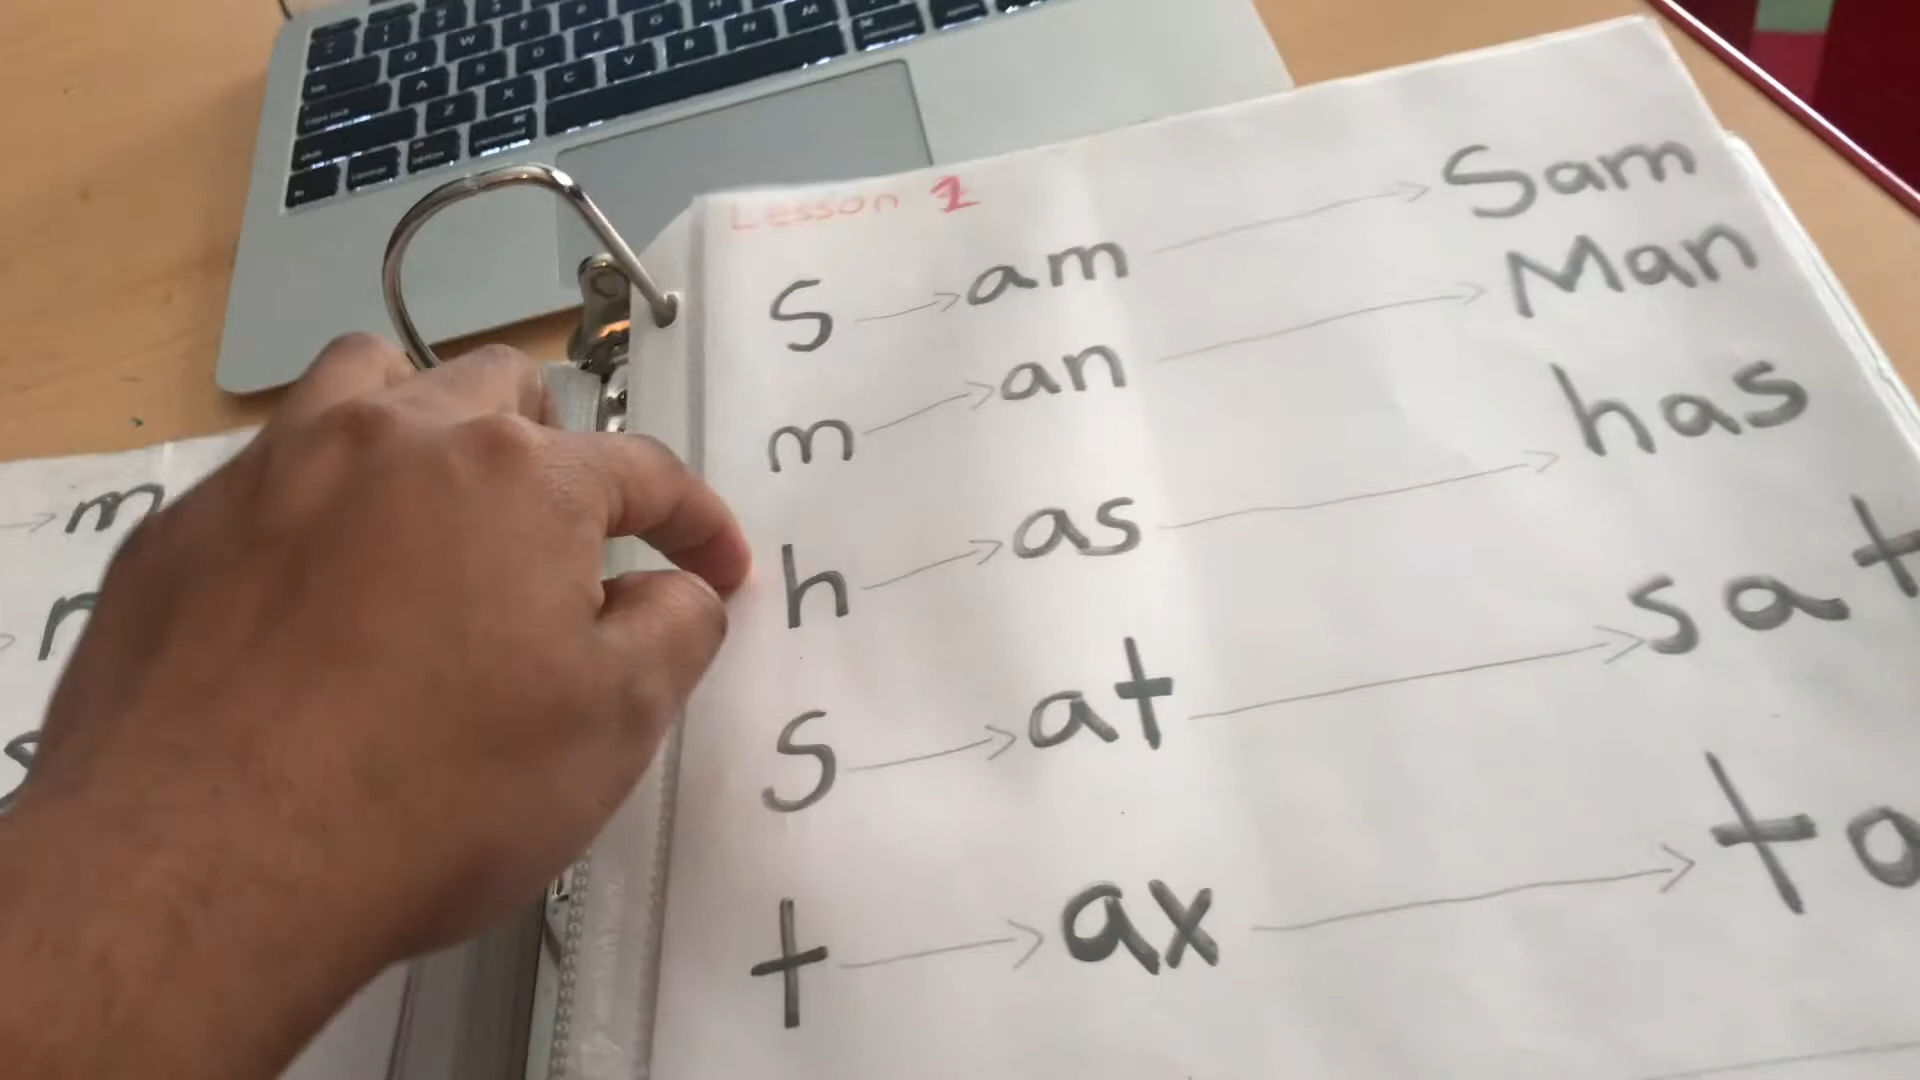 Lesson 1
S → am → Sam
m → an → Man
h → as → has
S → at → sat
t → ax →
→ m